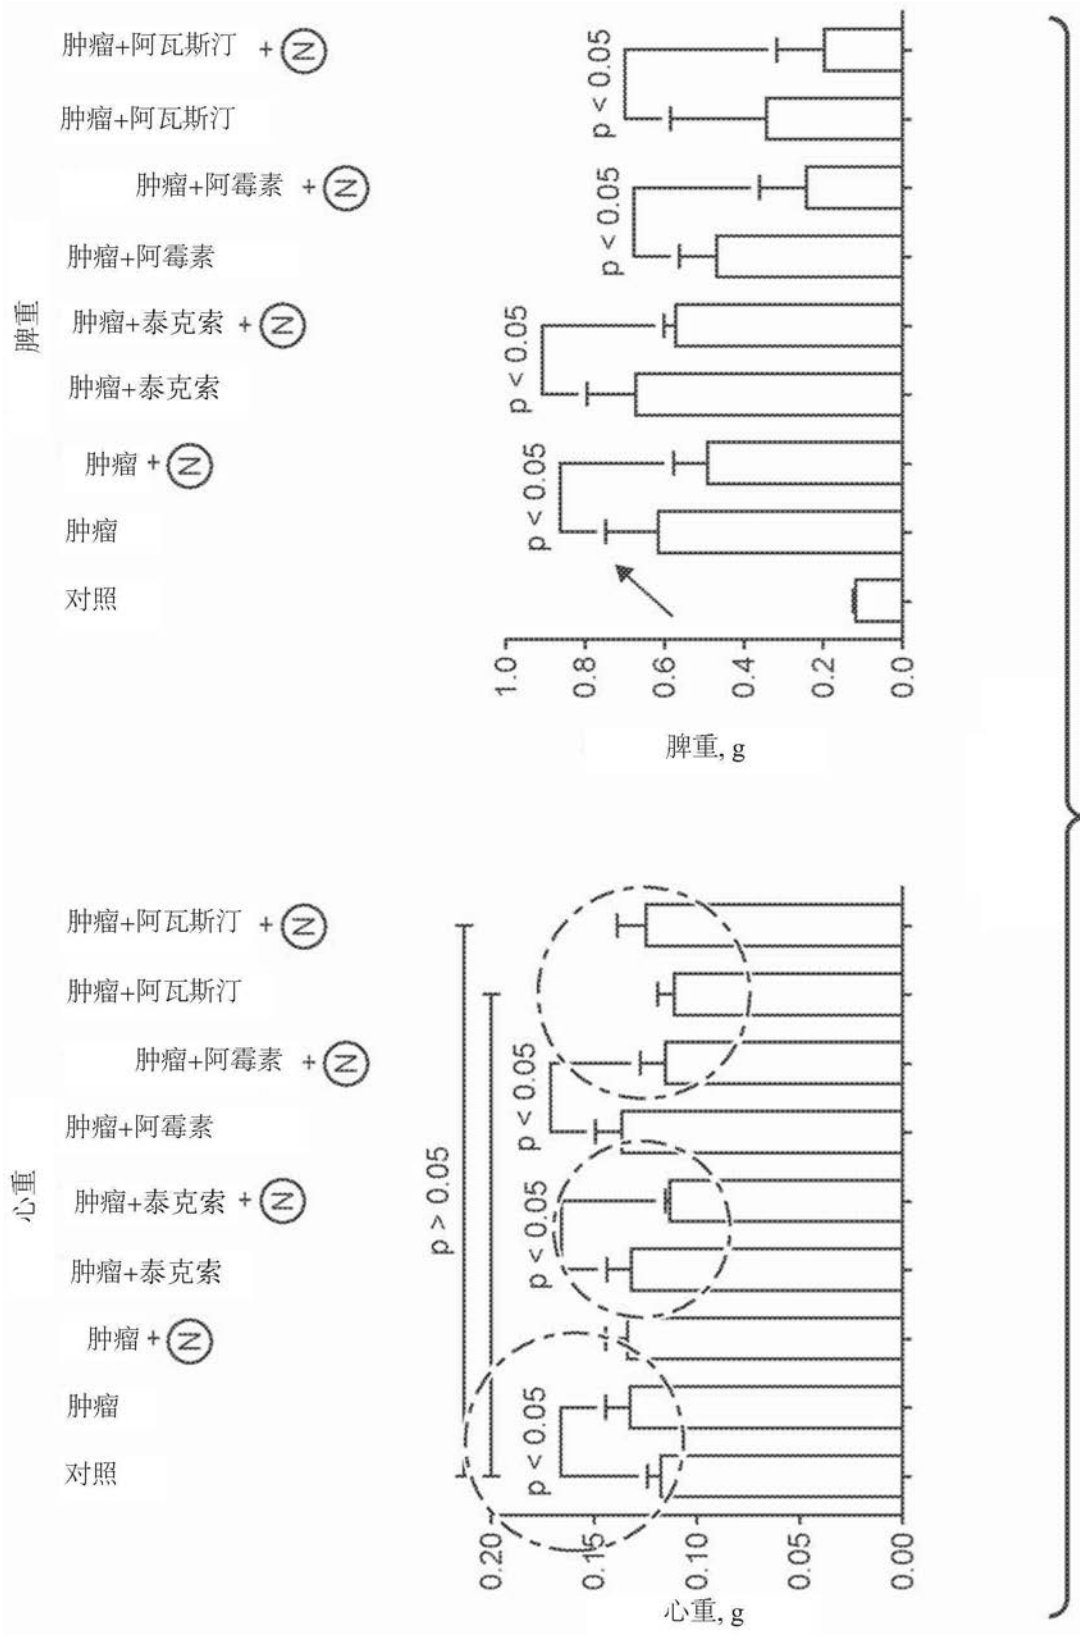 脾重
肿瘤+阿瓦斯汀 + N
肿瘤+阿瓦斯汀
肿瘤+阿霉素 + N
肿瘤+阿霉素
肿瘤+泰克索 + N
肿瘤+泰克索
肿瘤 + N
肿瘤
对照
p < 0.05
p < 0.05
p < 0.05
p < 0.05
1.0
0.8
0.6
0.4
0.2
0.0
脾重, g
心重
肿瘤+阿瓦斯汀 + N
肿瘤+阿瓦斯汀
肿瘤+阿霉素 + N
肿瘤+阿霉素
肿瘤+泰克索 + N
肿瘤+泰克索
肿瘤 + N
肿瘤
对照
p > 0.05
p < 0.05
p < 0.05
p < 0.05
0.20
0.15
0.10
0.05
0.00
心重, g